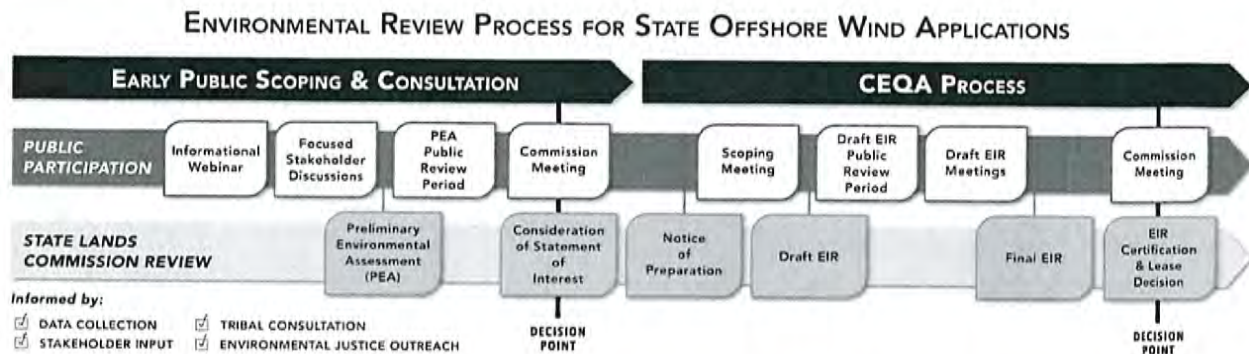 ENVIRONMENTAL REVIEW PROCESS FOR STATE OFFSHORE WIND APPLICATIONS
EARLY PUBLIC SCOPING & CONSULTATION
CEQA PROCESS
PUBLIC
PARTICIPATION
Informational
Webinar
Focused
Stakeholder
Discussions
PEA
Public
Review
Period
Commission
Meeting
Scoping
Meeting
Draft EIR
Public
Review
Period
Draft EIR
Meetings
Commission
Meeting
STATE LANDS
COMMISSION REVIEW
Preliminary
Environmental
Assessment
(PEA)
Consideration
of Statement
of
Interest
Notice
of
Preparation
Draft EIR
Final EIR
EIR
Certification
& Lease
Decision
Informed by:
DATA COLLECTION
TRIBAL CONSULTATION
STAKEHOLDER INPUT
ENVIRONMENTAL JUSTICE OUTREACH
DECISION
POINT
DECISION
POINT